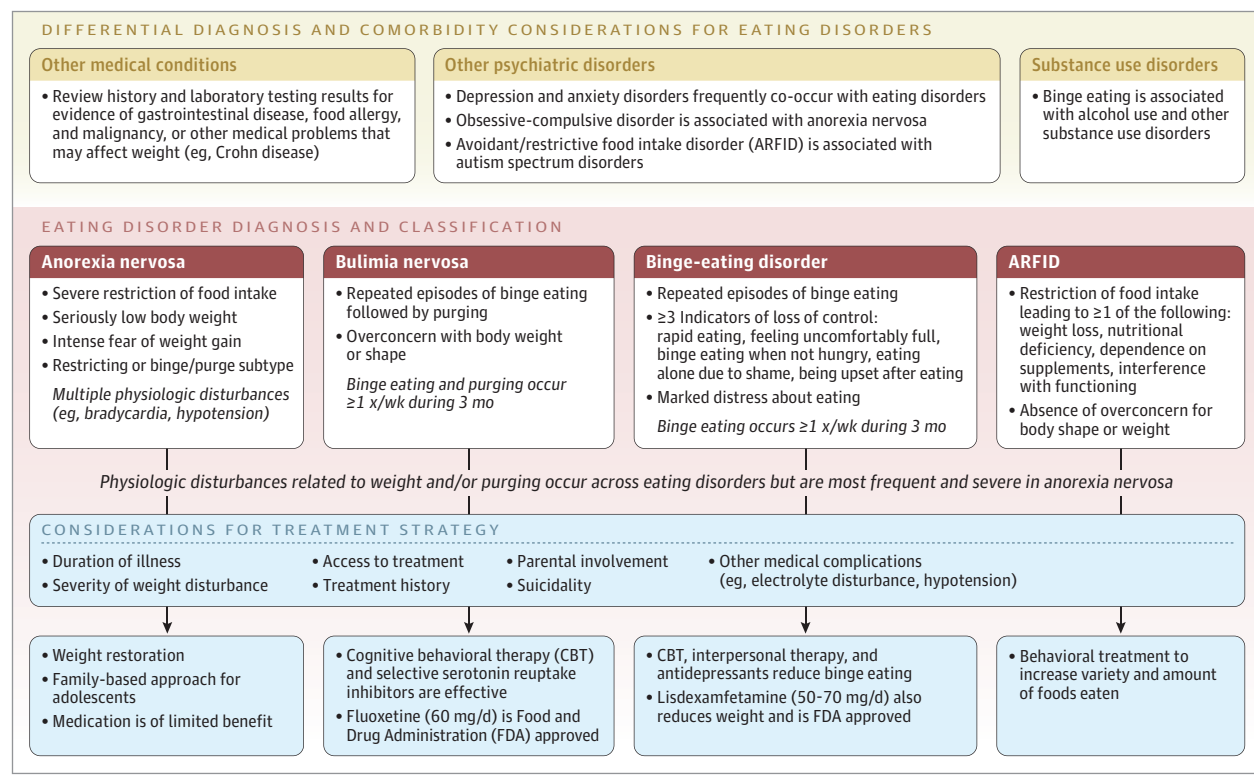 DIFFERENTIAL DIAGNOSIS AND COMORBIDITY CONSIDERATIONS FOR EATING DISORDERS
Other medical conditions
• Review history and laboratory testing results for
evidence of gastrointestinal disease, food allergy,
and malignancy, or other medical problems that
may affect weight (eg, Crohn disease)
Other psychiatric disorders
• Depression and anxiety disorders frequently co-occur with eating disorders
• Obsessive-compulsive disorder is associated with anorexia nervosa
• Avoidant/restrictive food intake disorder (ARFID) is associated with
autism spectrum disorders
Substance use disorders
• Binge eating is associated
with alcohol use and other
substance use disorders
EATING DISORDER DIAGNOSIS AND CLASSIFICATION
Anorexia nervosa
• Severe restriction of food intake
• Seriously low body weight
• Intense fear of weight gain
• Restricting or binge/purge subtype
Multiple physiologic disturbances
(eg, bradycardia, hypotension)
Bulimia nervosa
• Repeated episodes of binge eating
followed by purging
• Overconcern with body weight
or shape
Binge eating and purging occur
≥1 x/wk during 3 mo
Binge-eating disorder
• Repeated episodes of binge eating
• ≥3 Indicators of loss of control:
rapid eating, feeling uncomfortably full,
binge eating when not hungry, eating
alone due to shame, being upset after eating
• Marked distress about eating
Binge eating occurs ≥1 x/wk during 3 mo
ARFID
• Restriction of food intake
leading to ≥1 of the following:
weight loss, nutritional
deficiency, dependence on
supplements, interference
with functioning
• Absence of overconcern for
body shape or weight
Physiologic disturbances related to weight and/or purging occur across eating disorders but are most frequent and severe in anorexia nervosa
CONSIDERATIONS FOR TREATMENT STRATEGY
• Duration of illness
• Severity of weight disturbance
• Access to treatment
• Treatment history
• Parental involvement
• Suicidality
• Other medical complications
(eg, electrolyte disturbance, hypotension)
• Weight restoration
• Family-based approach for
adolescents
• Medication is of limited benefit
• Cognitive behavioral therapy (CBT)
and selective serotonin reuptake
inhibitors are effective
• Fluoxetine (60 mg/d) is Food and
Drug Administration (FDA) approved
• CBT, interpersonal therapy, and
antidepressants reduce binge eating
• Lisdexamfetamine (50-70 mg/d) also
reduces weight and is FDA approved
• Behavioral treatment to
increase variety and amount
of foods eaten